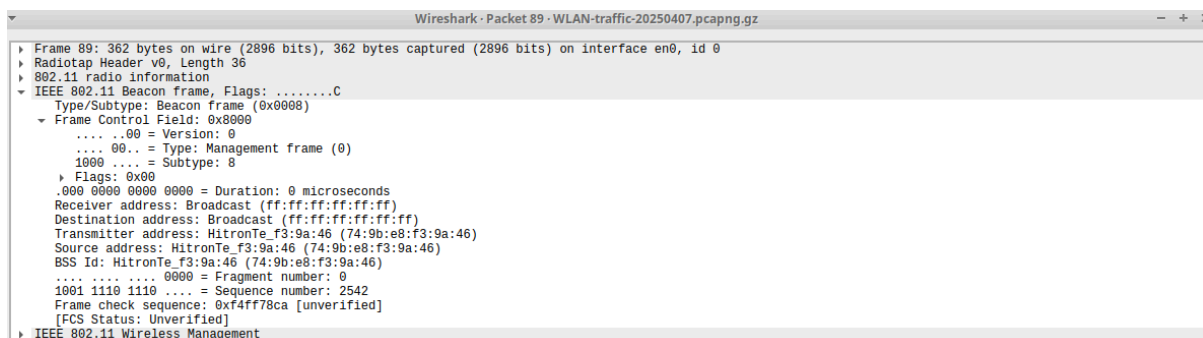 Wireshark · Packet 89 · WLAN-traffic-20250407.pcapng.gz
Frame 89: 362 bytes on wire (2896 bits), 362 bytes captured (2896 bits) on interface en0, id 0
Radiotap Header v0, Length 36
802.11 radio information
IEEE 802.11 Beacon frame, Flags: ........C
Type/Subtype: Beacon frame (0x0008)
Frame Control Field: 0x8000
.... ..00 = Version: 0
.... 00.. = Type: Management frame (0)
1000 .... = Subtype: 8
Flags: 0x00
.000 0000 0000 0000 = Duration: 0 microseconds
Receiver address: Broadcast (ff:ff:ff:ff:ff:ff)
Destination address: Broadcast (ff:ff:ff:ff:ff:ff)
Transmitter address: HitronTe_f3:9a:46 (74:9b:e8:f3:9a:46)
Source address: HitronTe_f3:9a:46 (74:9b:e8:f3:9a:46)
BSS Id: HitronTe_f3:9a:46 (74:9b:e8:f3:9a:46)
.... .... .... 0000 = Fragment number: 0
1001 1110 1110 .... = Sequence number: 2542
Frame check sequence: 0xf4ff78ca [unverified]
[FCS Status: Unverified]
IEEE 802.11 Wireless Management